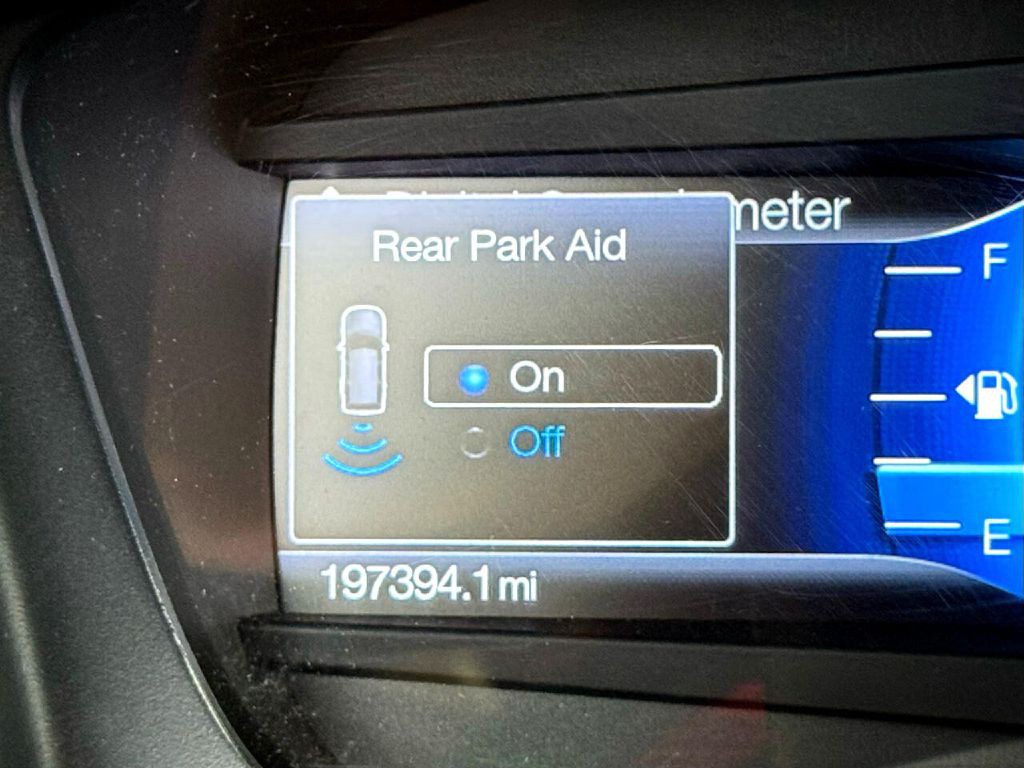 meter
Rear Park Aid
On
Off
F
E
197394.1 mi